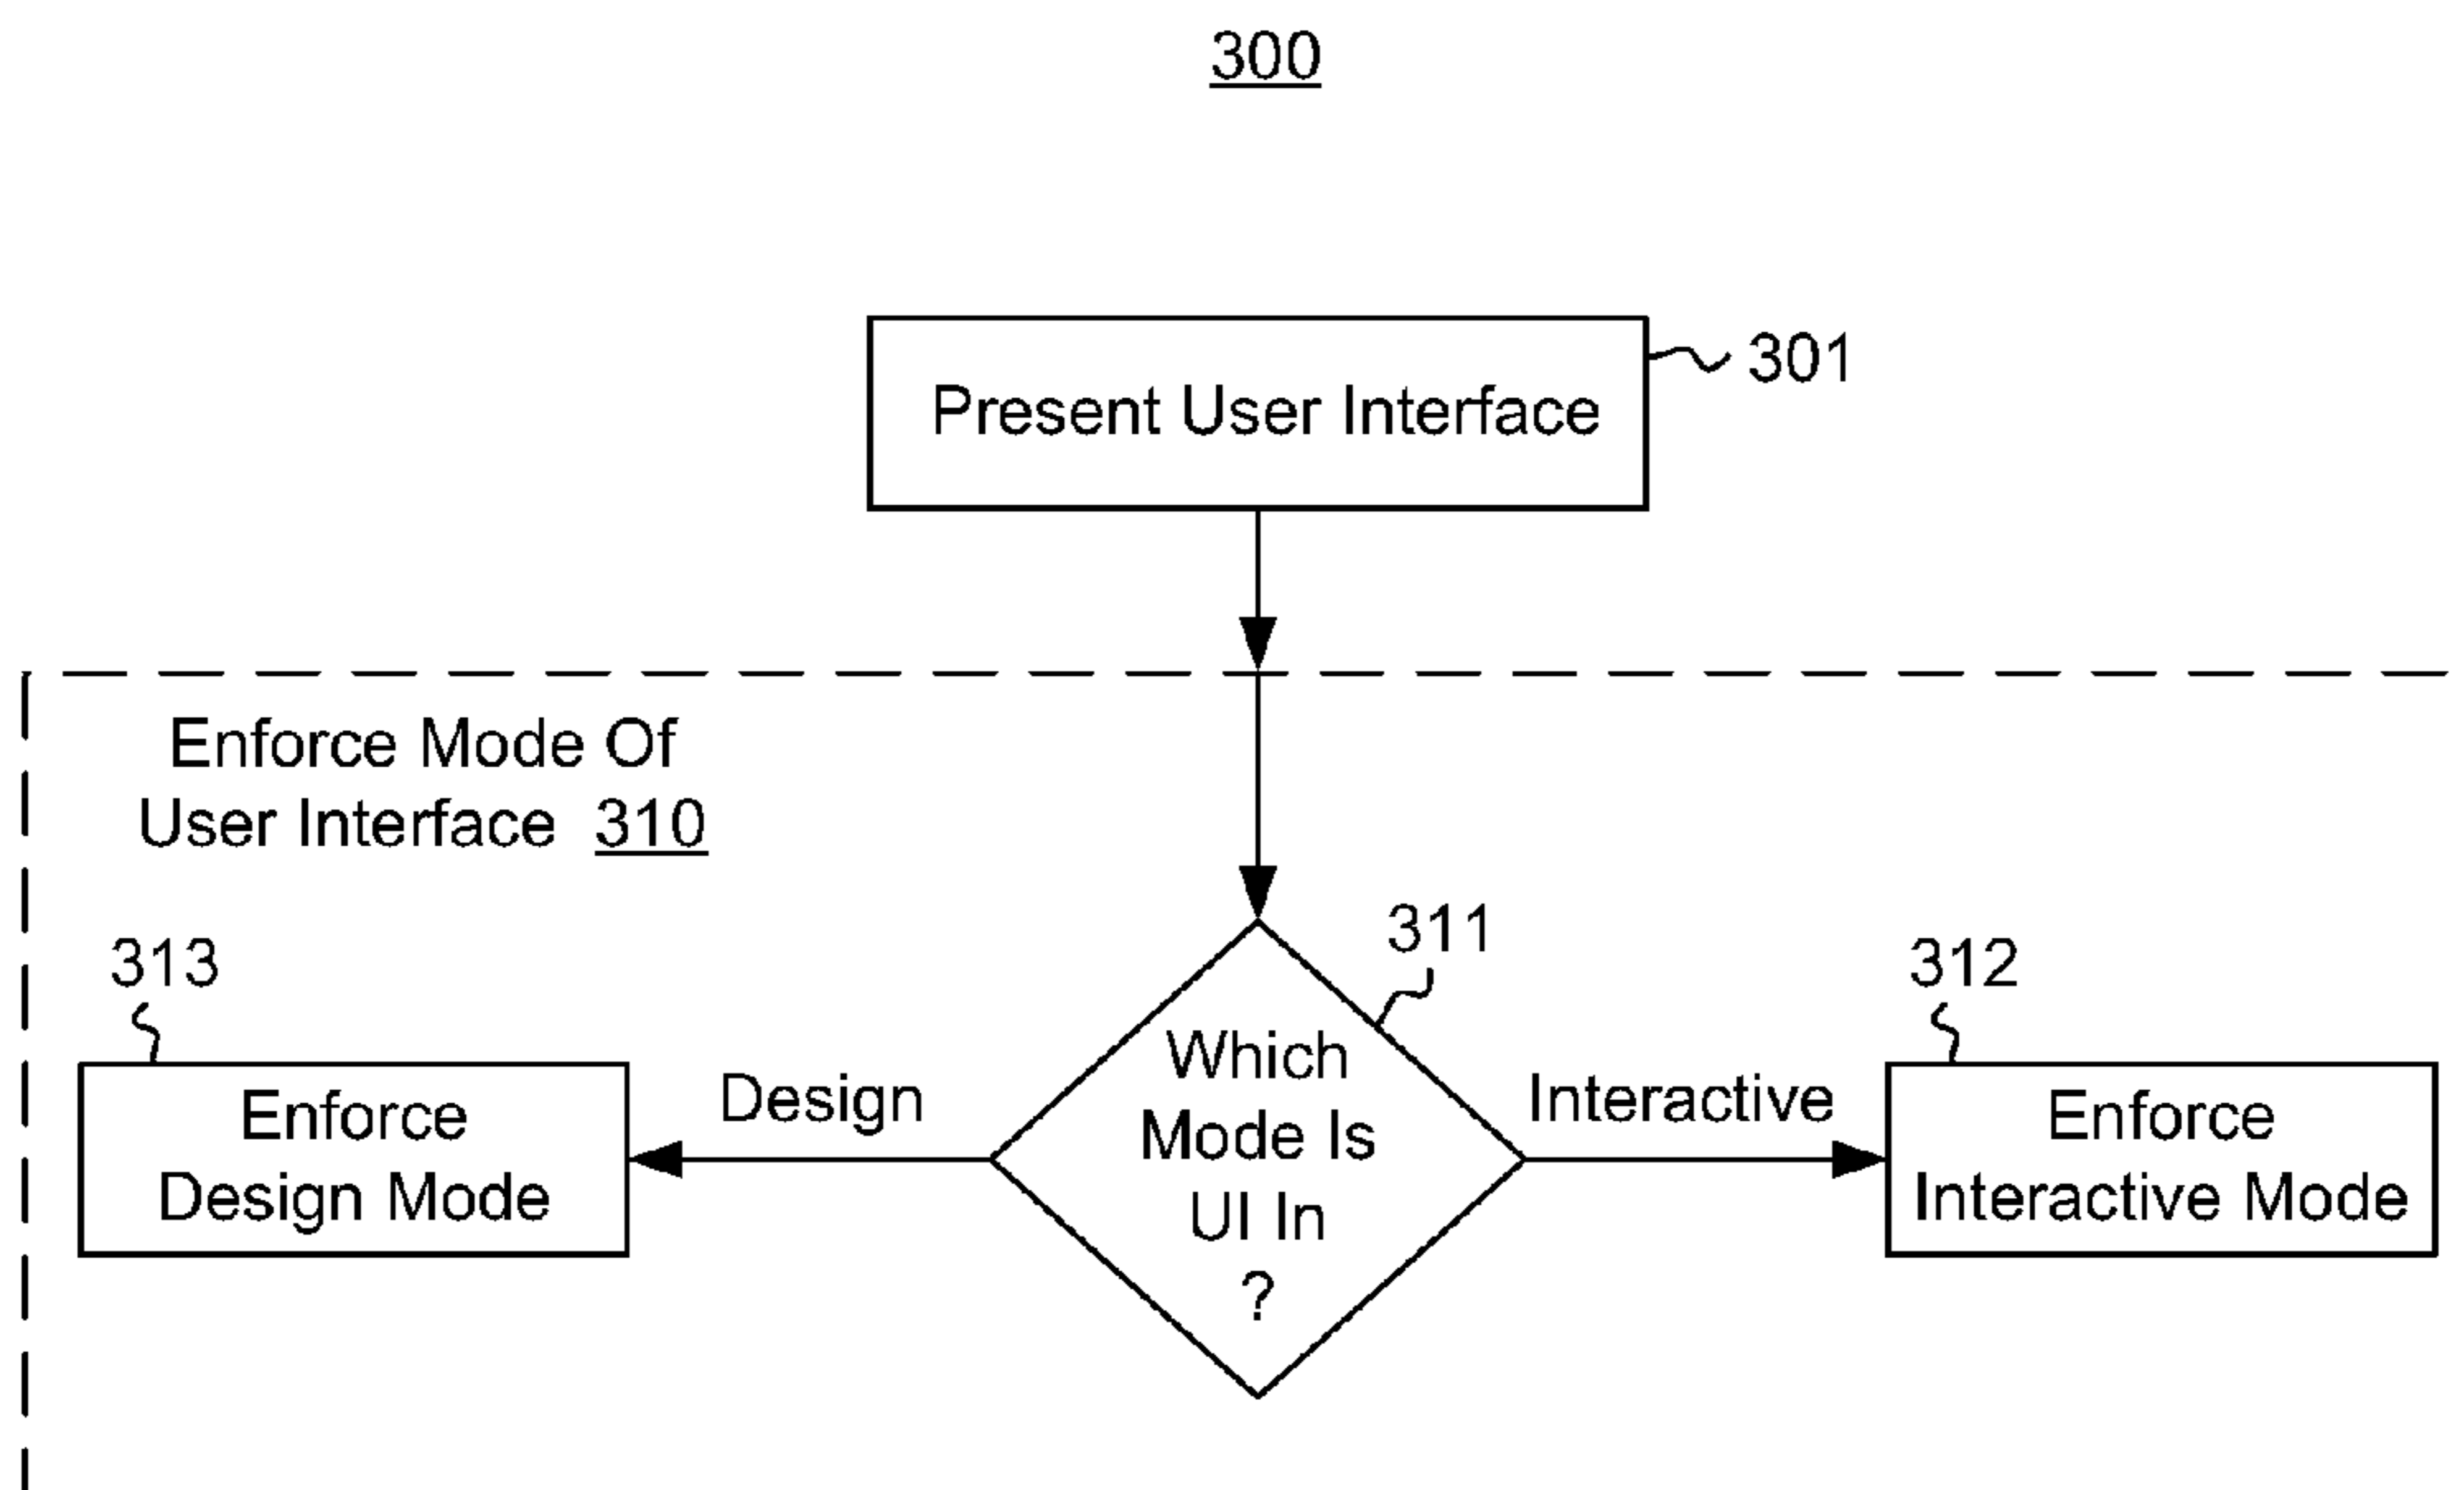 300
Present User Interface
301
Enforce Mode Of
User Interface 310
311
313
312
Which
Mode Is
UI In
?
Design
Interactive
Enforce
Design Mode
Enforce
Interactive Mode